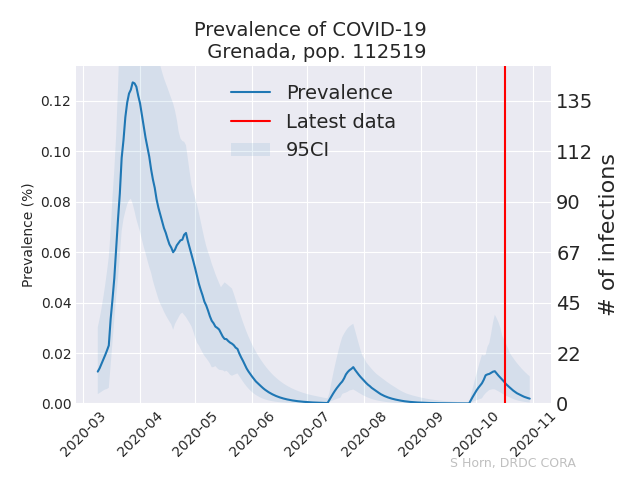 Prevalence of COVID-19
Grenada, pop. 112519
Prevalence
Latest data
95CI
Prevalence (%)
0.12
0.10
0.08
0.06
0.04
0.02
0.00
135
112
90
67
45
22
0
# of infections
2020-03
2020-04
2020-05
2020-06
2020-07
2020-08
2020-09
2020-10
2020-11
S Horn, DRDC CORA